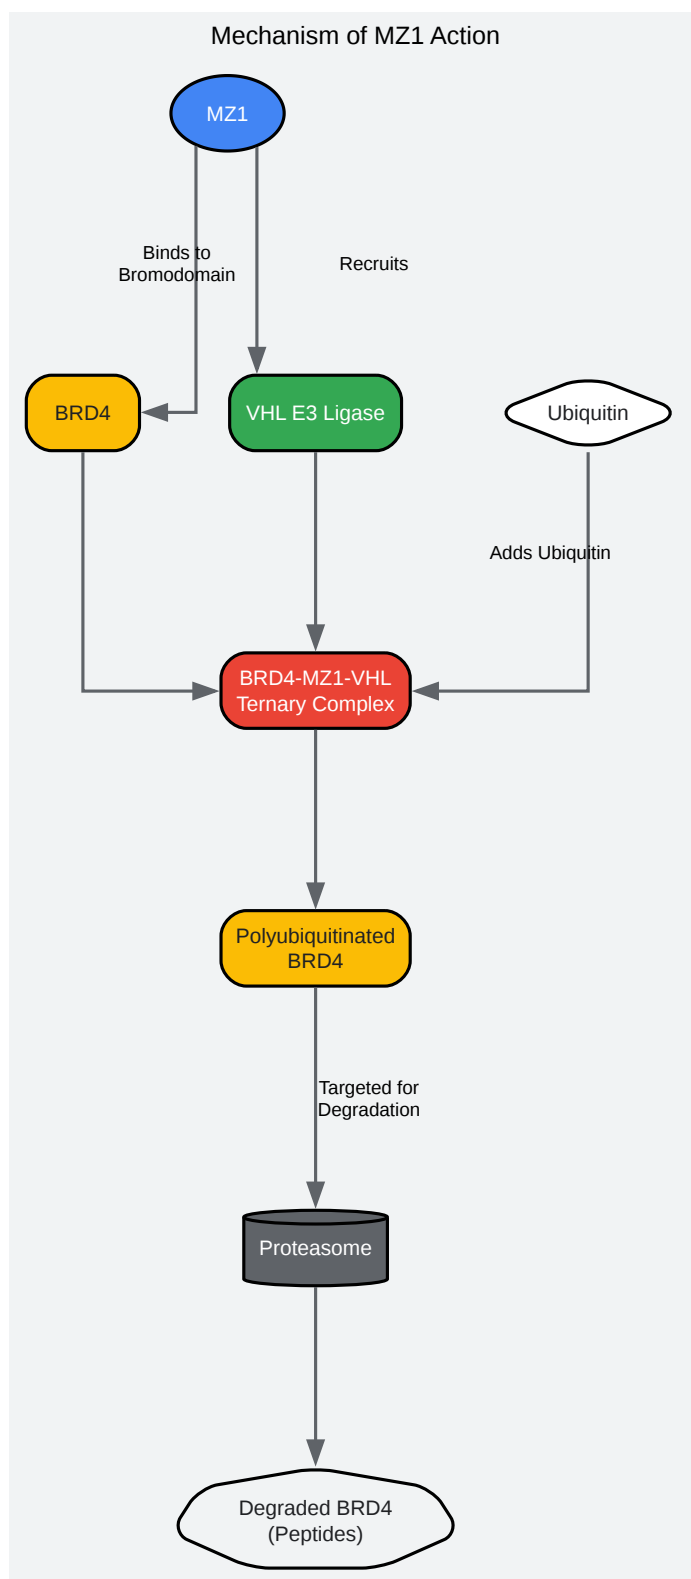 Mechanism of MZ1 Action
MZ1
Binds to
Bromodomain
Recruits
BRD4
VHL E3 Ligase
Ubiquitin
Adds Ubiquitin
BRD4-MZ1-VHL
Ternary Complex
Polyubiquitinated
BRD4
Targeted for
Degradation
Proteasome
Degraded BRD4
(Peptides)